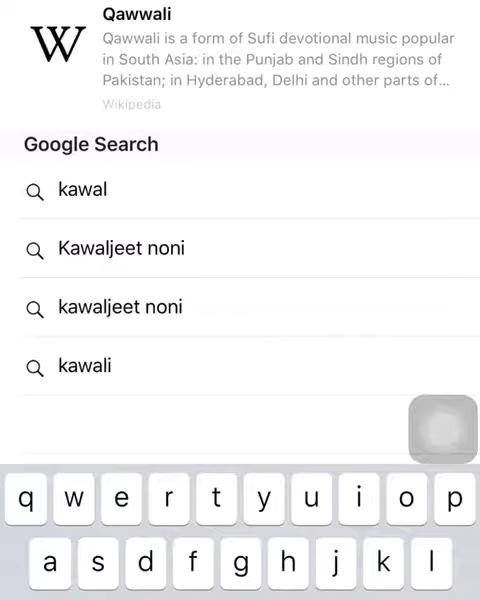 W
Qawwali
Qawwali is a form of Sufi devotional music popular
in South Asia: in the Punjab and Sindh regions of
Pakistan; in Hyderabad, Delhi and other parts of...
Wikipedia
Google Search
kawal
Kawaljeet noni
kawaljeet noni
kawali
q w e r t y u i o p
a s d f g h j k l